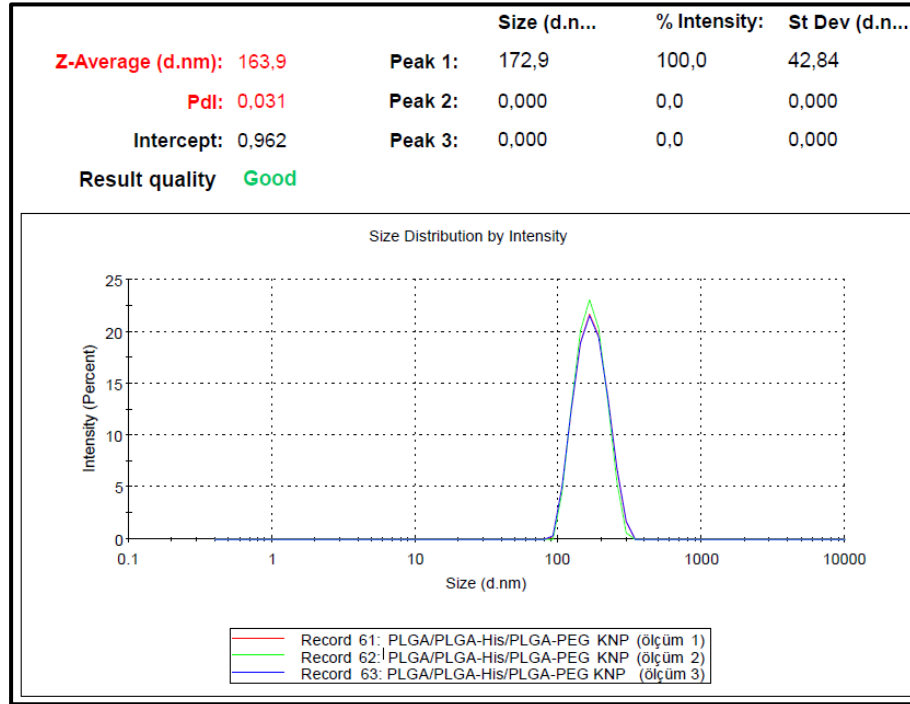 Size (d.n... % Intensity: St Dev (d.n...
Z-Average (d.nm): 163,9 Peak 1: 172,9 100,0 42,84
PdI: 0,031 Peak 2: 0,000 0,0 0,000
Intercept: 0,962 Peak 3: 0,000 0,0 0,000
Result quality Good
Size Distribution by Intensity
25
20
15
10
5
0
Intensity (Percent)
0.1 1 10 100 1000 10000
Size (d.nm)
Record 61: PLGA/PLGA-His/PLGA-PEG KNP (ölçüm 1)
Record 62: PLGA/PLGA-His/PLGA-PEG KNP (ölçüm 2)
Record 63: PLGA/PLGA-His/PLGA-PEG KNP (ölçüm 3)